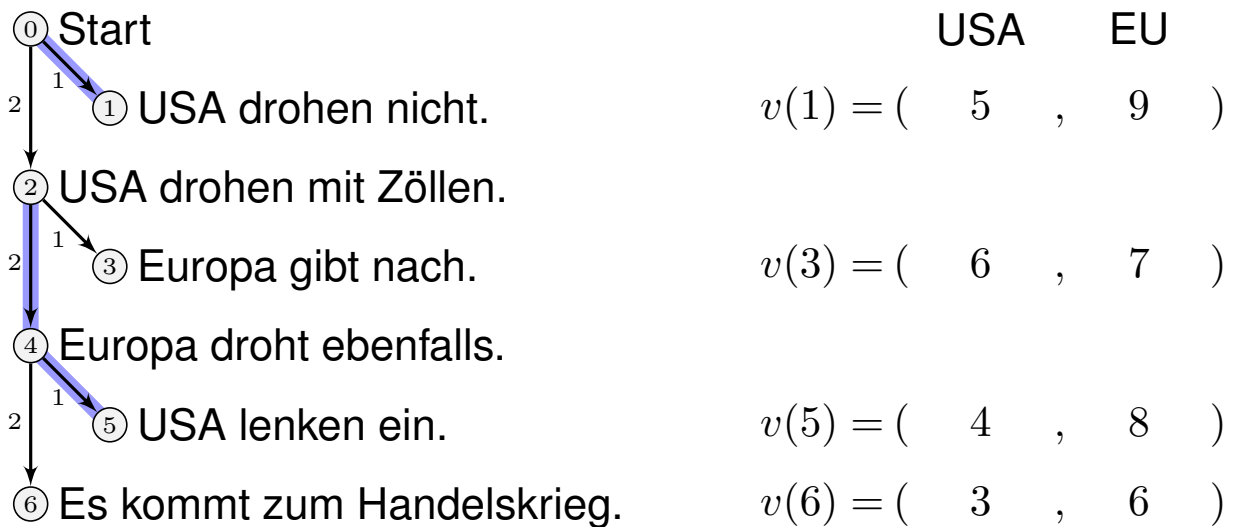 0 Start USA EU
1
2 1 USA drohen nicht. v(1) = ( 5 , 9 )
2 USA drohen mit Zöllen.
1
2 3 Europa gibt nach. v(3) = ( 6 , 7 )
4 Europa droht ebenfalls.
1
2 5 USA lenken ein. v(5) = ( 4 , 8 )
6 Es kommt zum Handelskrieg. v(6) = ( 3 , 6 )